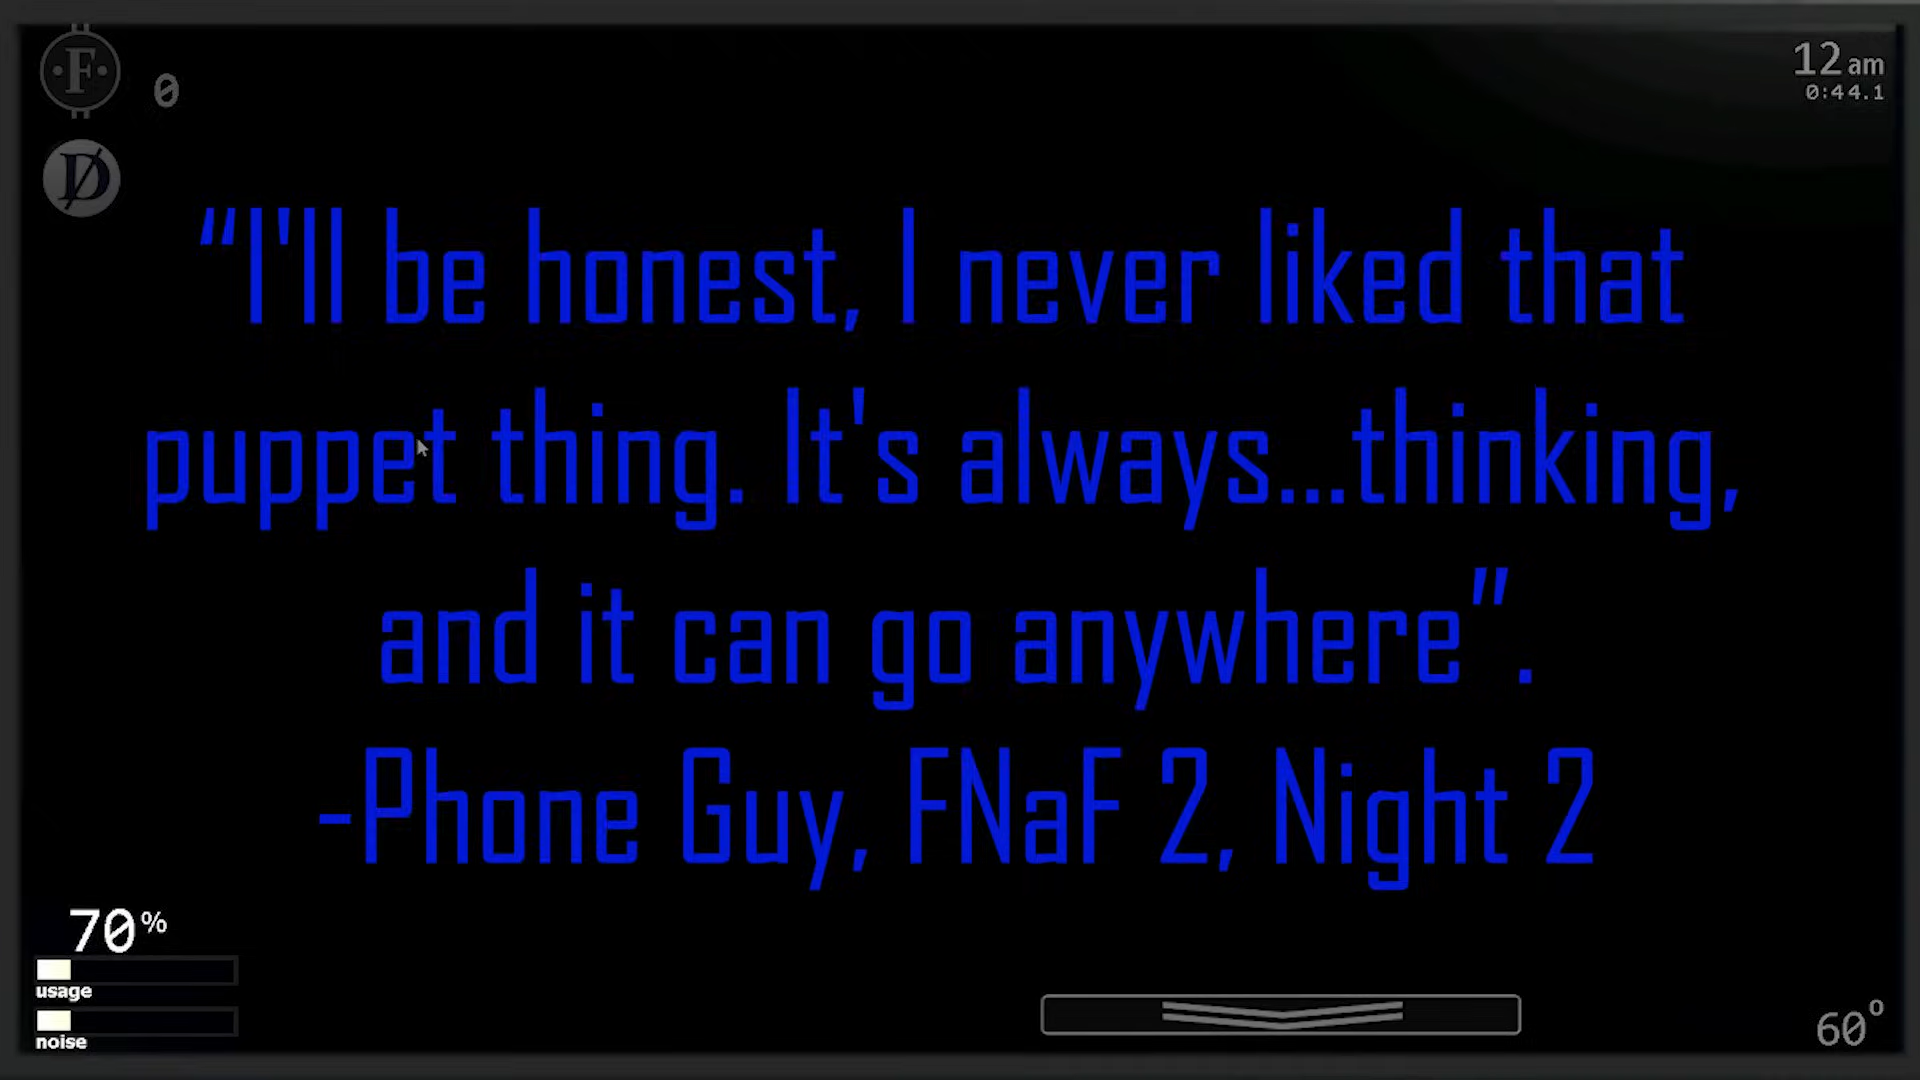 F
0
12 am
0:44.1
D
“I'll be honest, I never liked that
puppet thing. It's always...thinking,
and it can go anywhere”.
-Phone Guy, FNaF 2, Night 2
70%
usage
noise
60°